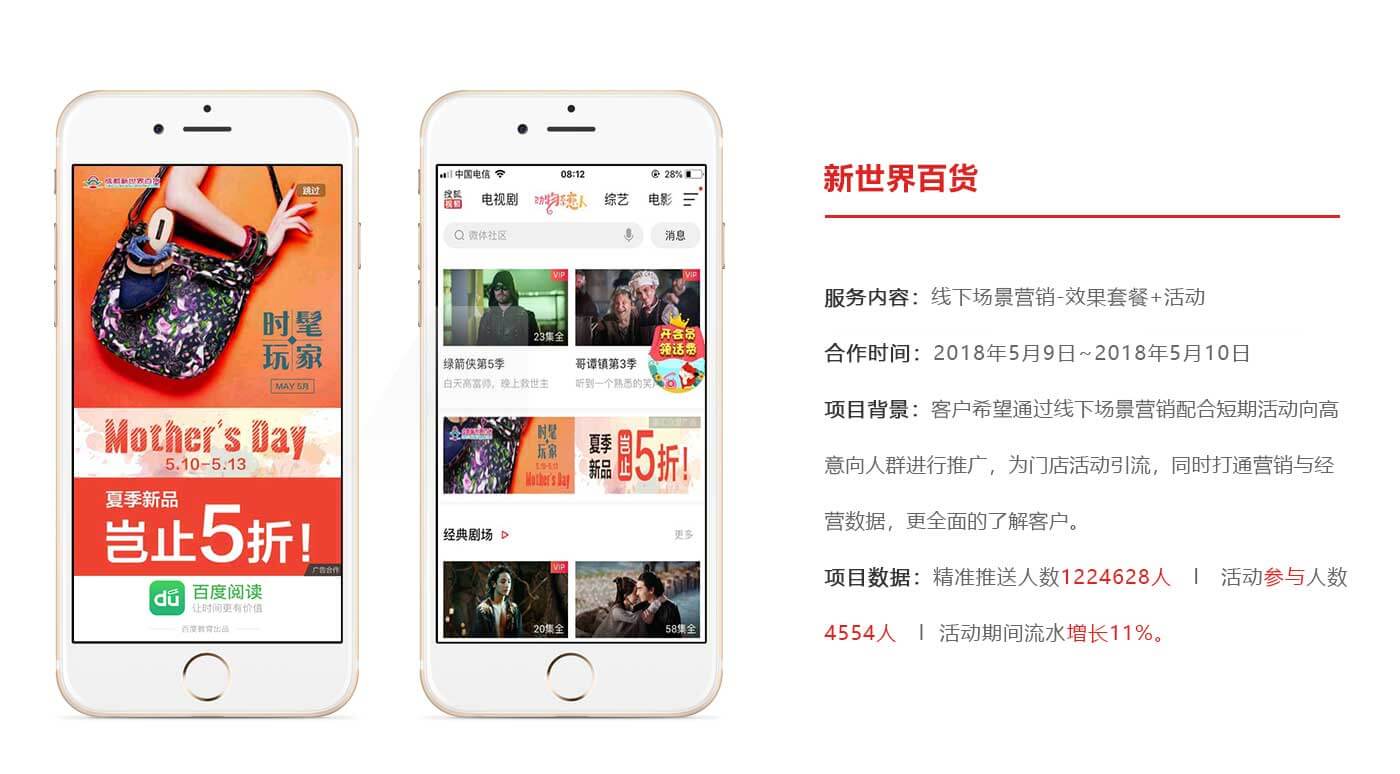 成都新世界百货
跳过
时髦
玩家
MAY 5月
Mother's Day
5.10-5.13
夏季新品
岂止5折!
广告合作
du 百度阅读
让时间更有价值
百度教育出品
中国电信 08:12 28%
搜狐视频 电视剧 动物系恋人 综艺 电影
微体社区 消息
VIP VIP
23集全
开会员
领话费
绿箭侠第5季 哥谭镇第3季
白天高富帅，晚上救世主 听到一个熟悉的笑
时髦
玩家
5.10-5.13
Mother's Day
夏季
新品
岂止5折!
经典剧场 更多
VIP
20集全 58集全
新世界百货
服务内容：线下场景营销-效果套餐+活动
合作时间：2018年5月9日~2018年5月10日
项目背景：客户希望通过线下场景营销配合短期活动向高
意向人群进行推广，为门店活动引流，同时打通营销与经
营数据，更全面的了解客户。
项目数据：精准推送人数1224628人 l 活动参与人数
4554人 l 活动期间流水增长11%。